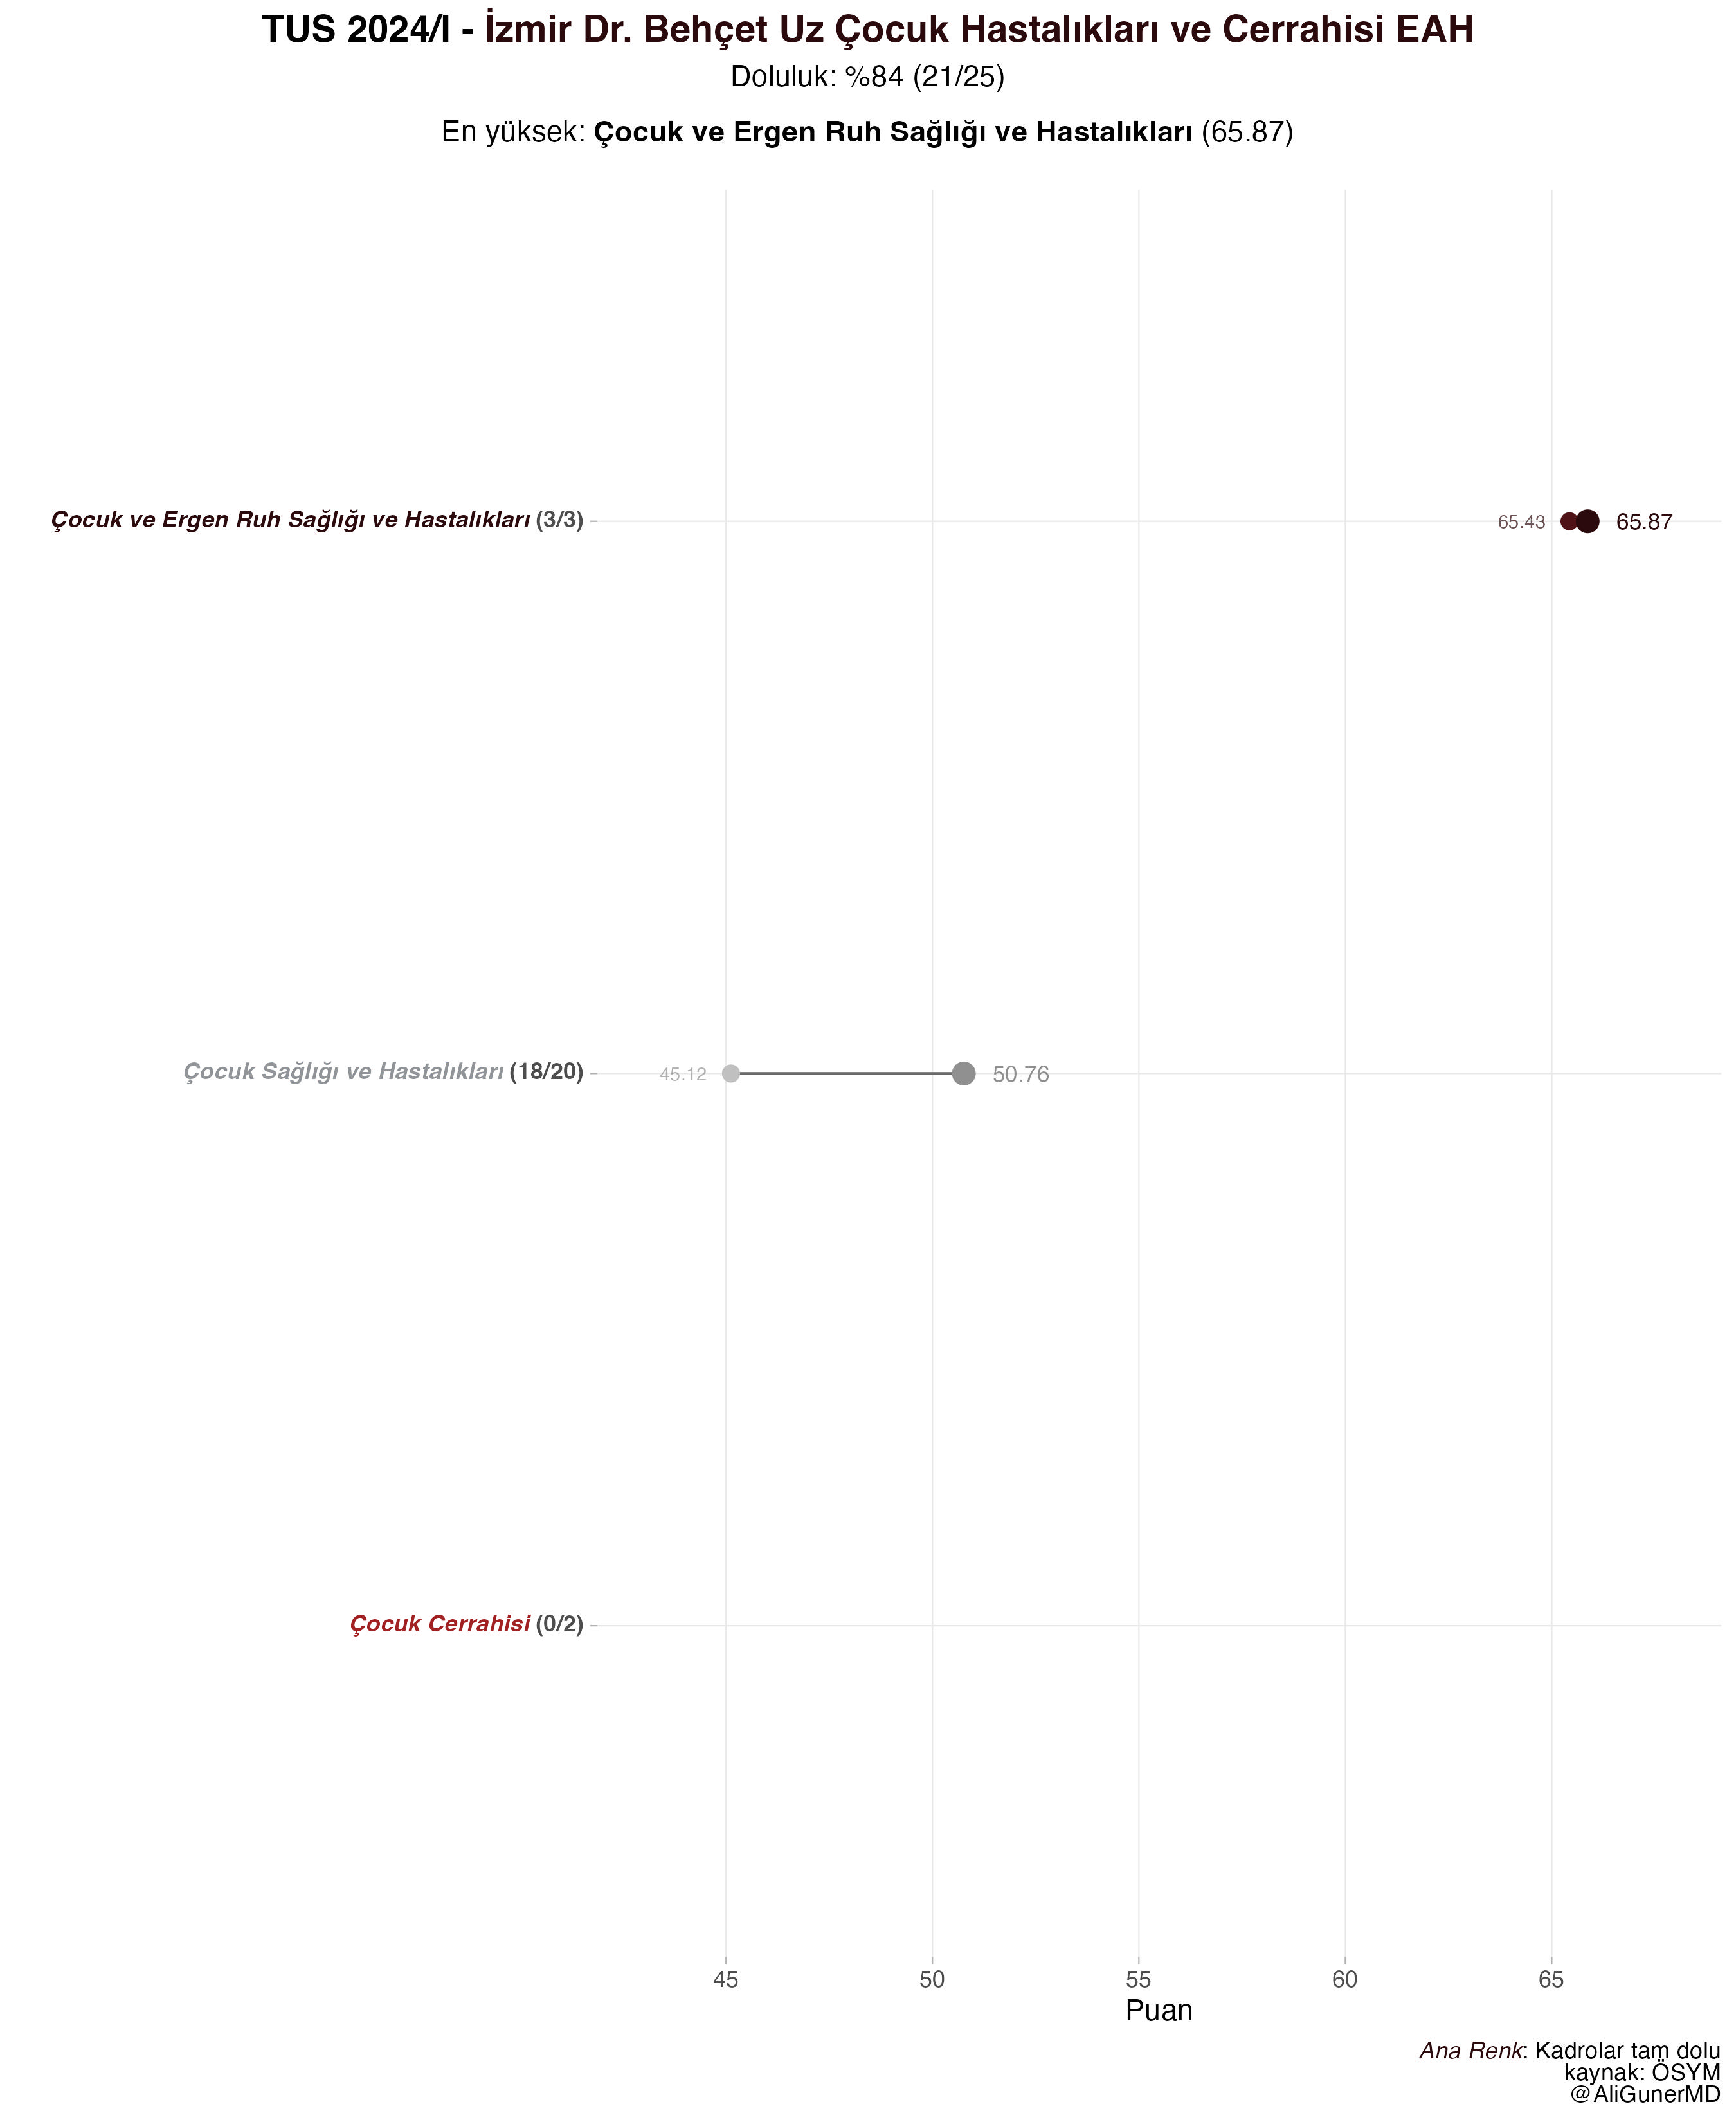 TUS 2024/I - İzmir Dr. Behçet Uz Çocuk Hastalıkları ve Cerrahisi EAH
Doluluk: %84 (21/25)
En yüksek: Çocuk ve Ergen Ruh Sağlığı ve Hastalıkları (65.87)
Çocuk ve Ergen Ruh Sağlığı ve Hastalıkları (3/3)
65.43
65.87
Çocuk Sağlığı ve Hastalıkları (18/20)
45.12
50.76
Çocuk Cerrahisi (0/2)
45
50
55
60
65
Puan
Ana Renk: Kadrolar tam dolu
kaynak: ÖSYM
@AliGunerMD